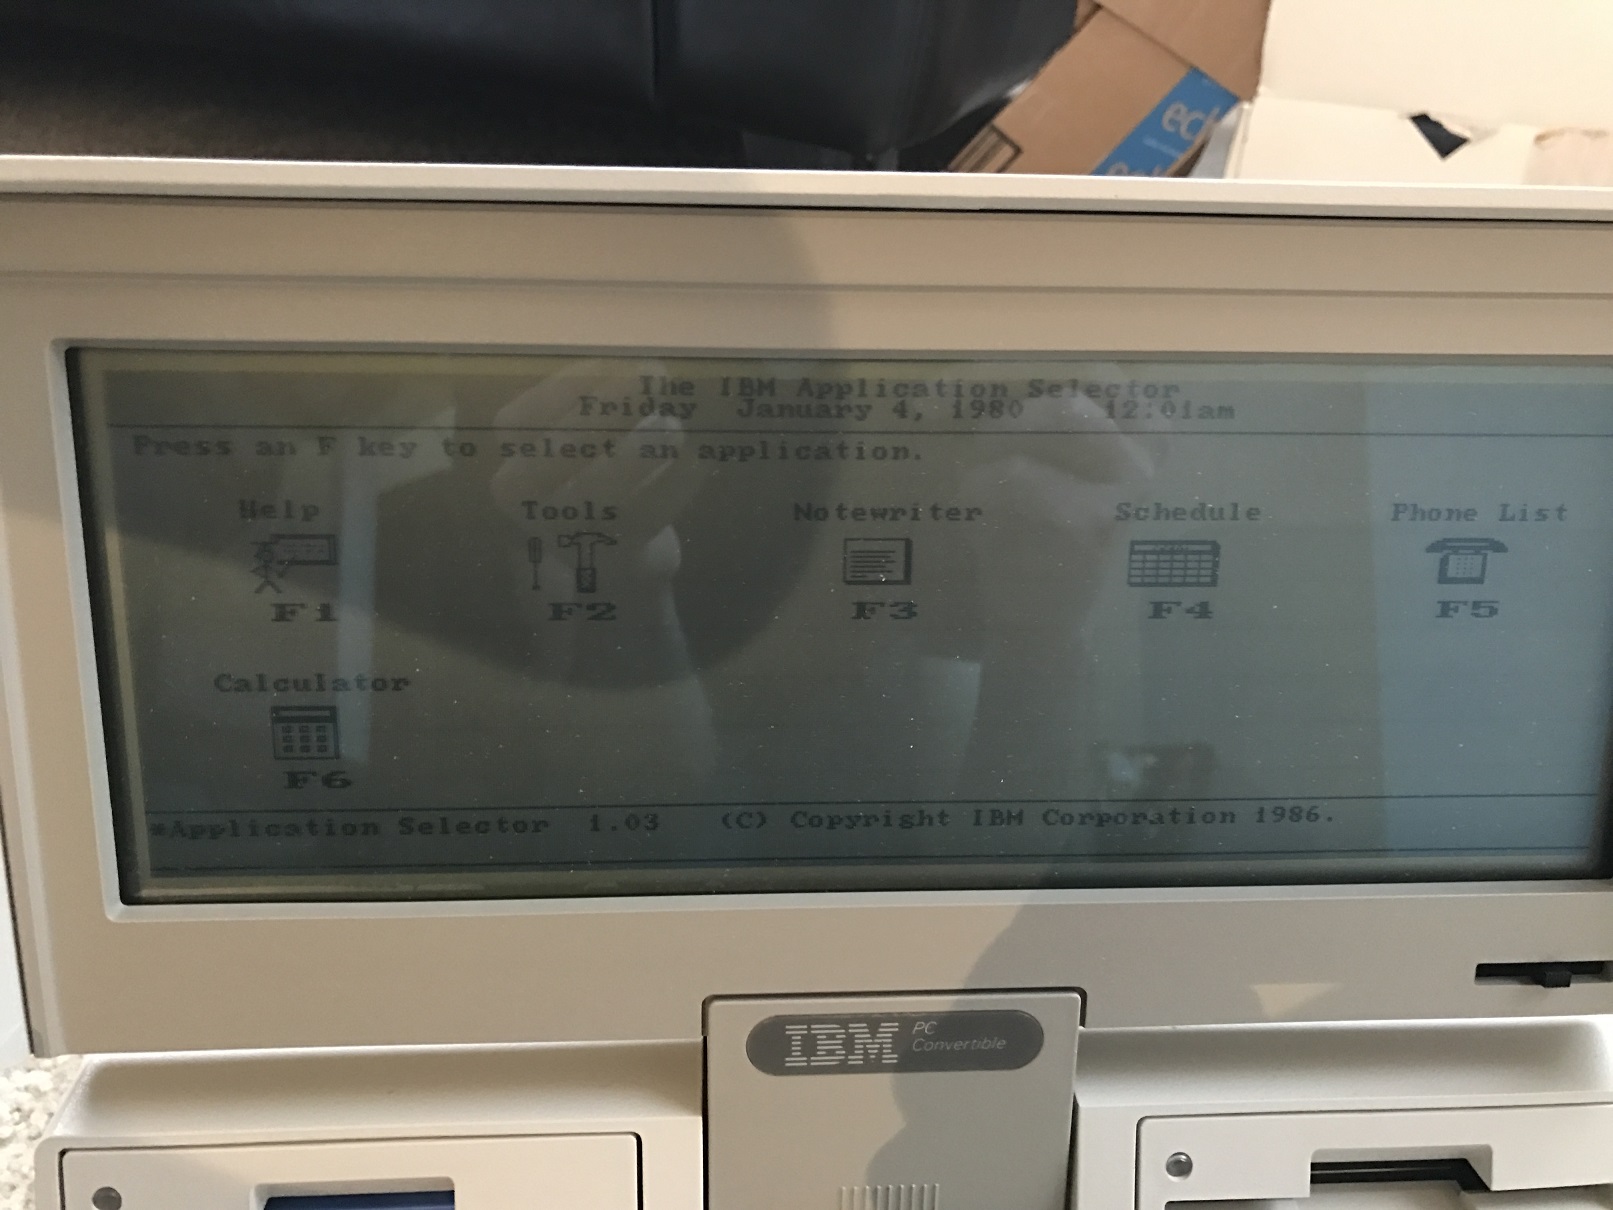 ect
The IBM Application Selector
Friday January 4, 1980 12:01am
Press an F key to select an application.
Help Tools Notewriter Schedule Phone List
F1 F2 F3 F4 F5
Calculator
F6
*Application Selector 1.03 (C) Copyright IBM Corporation 1986.
IBM PC Convertible